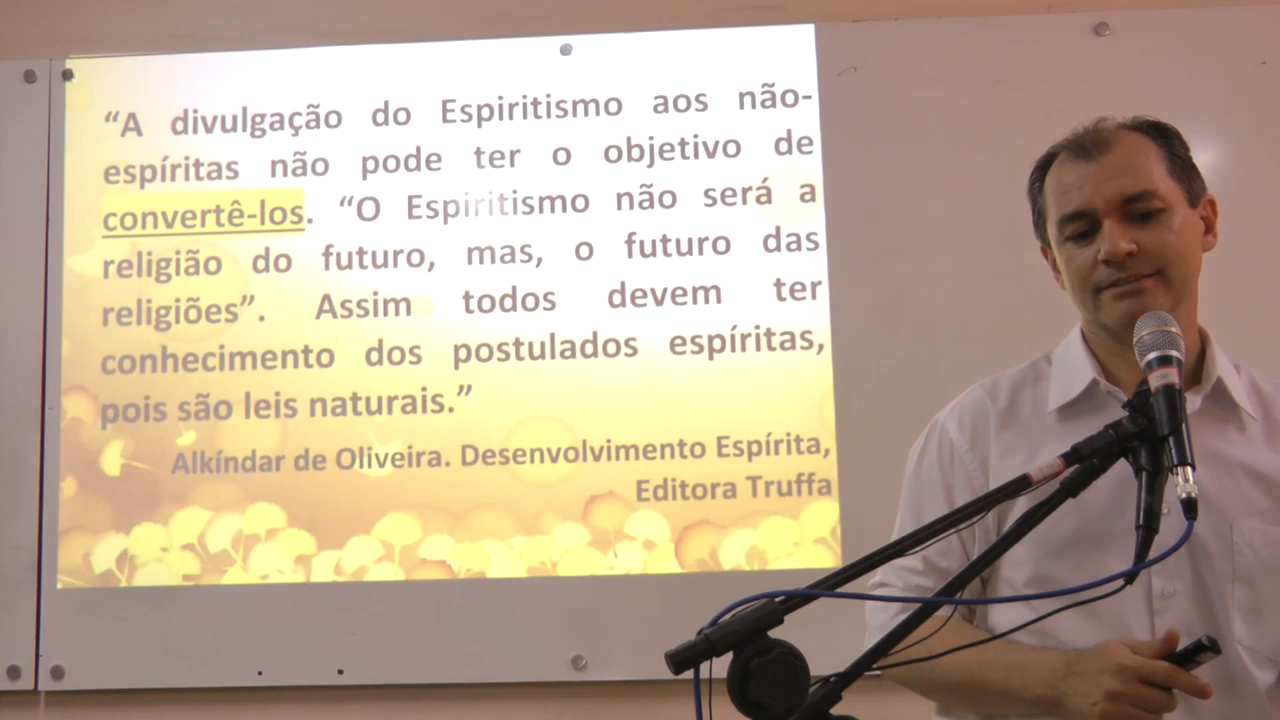 “A divulgação do Espiritismo aos não-
espíritas não pode ter o objetivo de
convertê-los. “O Espiritismo não será a
religião do futuro, mas, o futuro das
religiões”. Assim todos devem ter
conhecimento dos postulados espíritas,
pois são leis naturais.”
Alkíndar de Oliveira. Desenvolvimento Espírita,
Editora Truffa